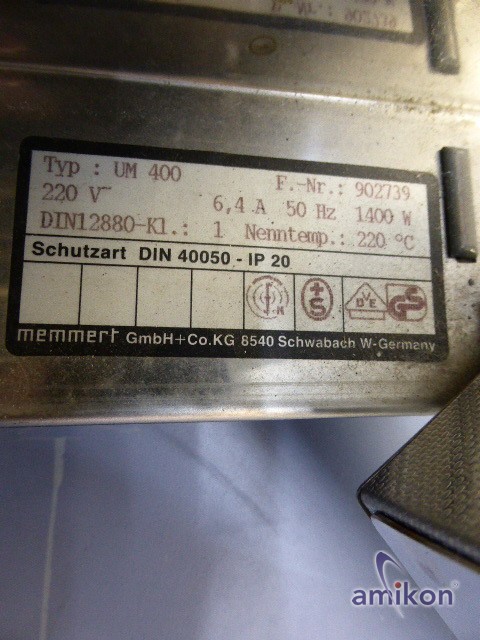 Typ : UM 400 F.-Nr.: 902739
220 V~ 6,4 A 50 Hz 1400 W
DIN12880-Kl.: 1 Nenntemp.: 220 °C
Schutzart DIN 40050 - IP 20
memmert GmbH+Co.KG 8540 Schwabach W-Germany
amikon®